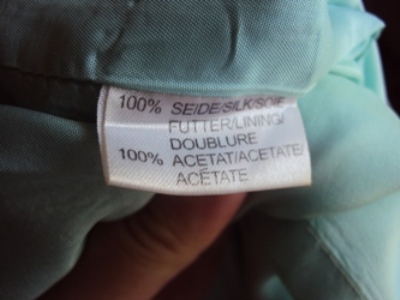 100% SEIDE/SILK/SOIE
FUTTER/LINING/
DOUBLURE
100% ACETAT/ACETATE/
ACÉTATE